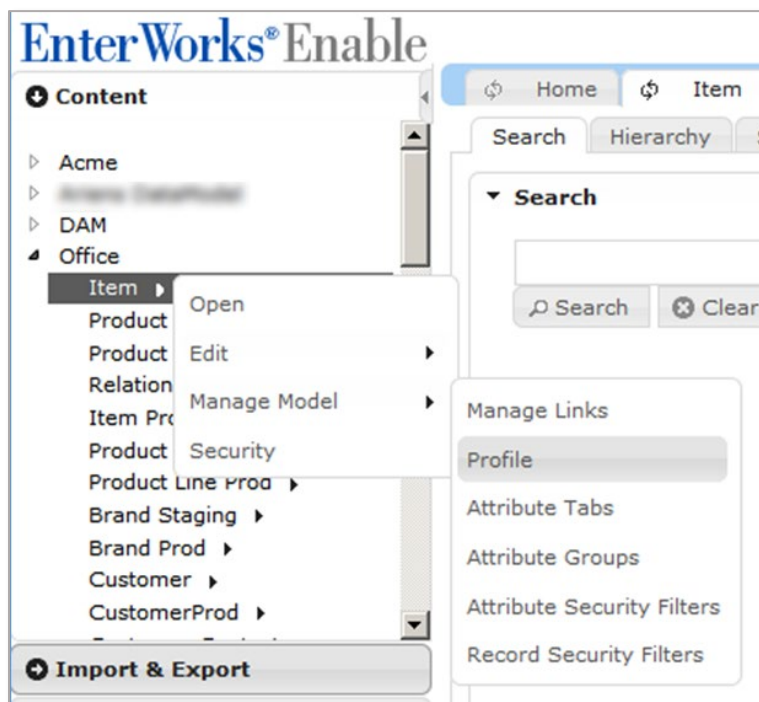 EnterWorks® Enable
Content
Home
Item
Search
Hierarchy
Acme
DAM
Office
Search
Item
Product
Product
Relation
Item Pro
Product
Product Line Prod
Brand Staging
Brand Prod
Customer
CustomerProd
Open
Edit
Manage Model
Security
Search
Clear
Manage Links
Profile
Attribute Tabs
Attribute Groups
Attribute Security Filters
Record Security Filters
Import & Export